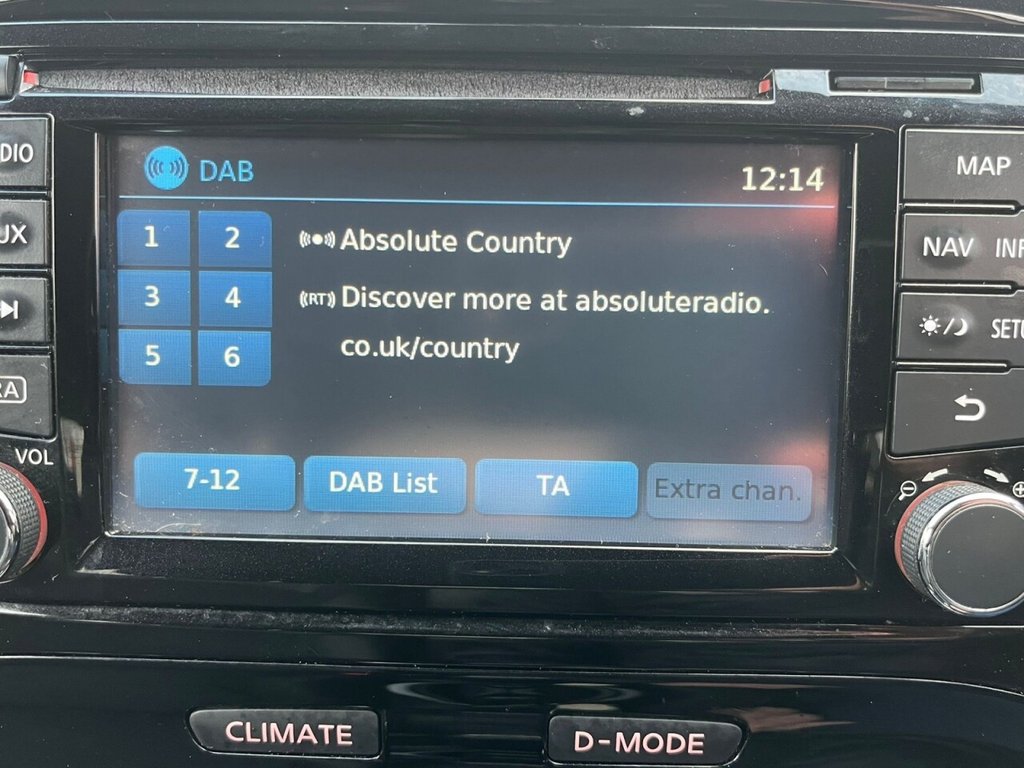 DAB
12:14
1 2
3 4
5 6
Absolute Country
(RT) Discover more at absoluteradio.
co.uk/country
7-12 DAB List TA Extra chan.
VOL
MAP
NAV
CLIMATE
D-MODE